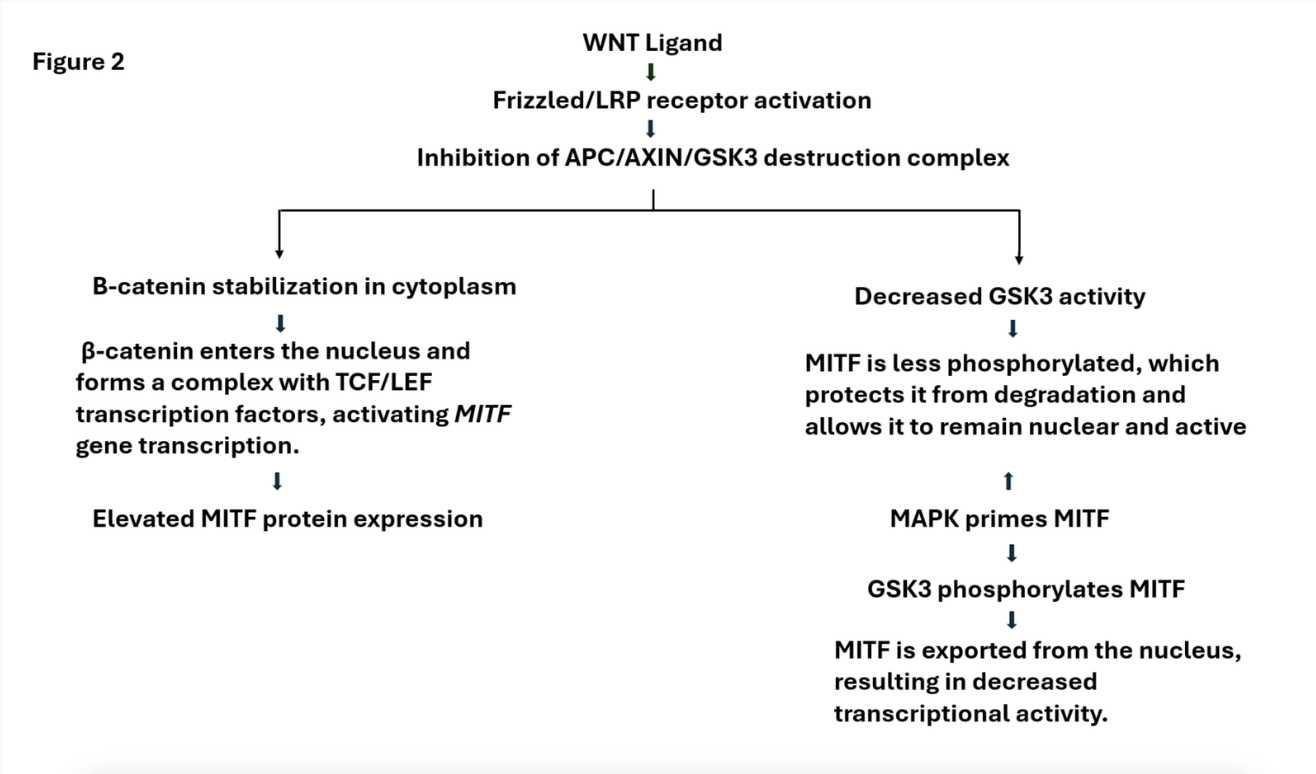 Figure 2
WNT Ligand
Frizzled/LRP receptor activation
Inhibition of APC/AXIN/GSK3 destruction complex
B-catenin stabilization in cytoplasm
β-catenin enters the nucleus and
forms a complex with TCF/LEF
transcription factors, activating MITF
gene transcription.
Elevated MITF protein expression
Decreased GSK3 activity
MITF is less phosphorylated, which
protects it from degradation and
allows it to remain nuclear and active
MAPK primes MITF
GSK3 phosphorylates MITF
MITF is exported from the nucleus,
resulting in decreased
transcriptional activity.